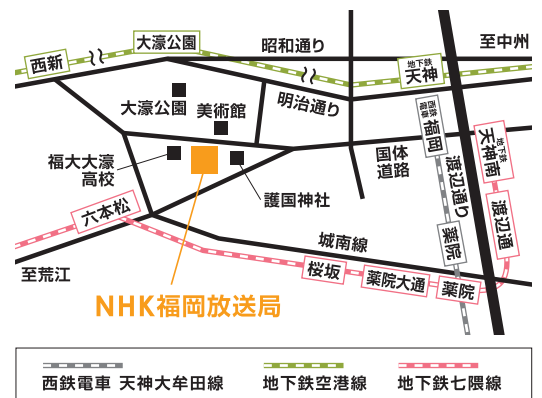 西新
大濠公園
昭和通り
地下鉄
天神
至中州
大濠公園
美術館
明治通り
西鉄
電車
福岡
地下鉄
天神南
国体
道路
福大大濠
高校
護国神社
渡辺通り
渡辺通
六本松
城南線
薬院
桜坂
薬院大通
薬院
至荒江
NHK福岡放送局
西鉄電車 天神大牟田線
地下鉄空港線
地下鉄七隈線